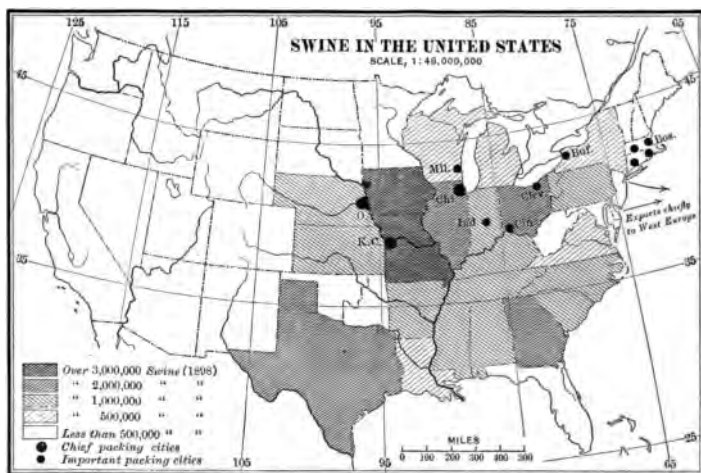 125
115
105
95
85
75
65
SWINE IN THE UNITED STATES
SCALE, 1:46,000,000
45
45
Mil.
Buf.
Bos.
Chi.
Clev.
O.
Ind.
Cin.
K.C.
Exports chiefly
to West Europe
35
35
Over 3,000,000 Swine (1898)
" 2,000,000 " "
" 1,000,000 " "
" 500,000 " "
Less than 500,000 " "
Chief packing cities
Important packing cities
MILES
0 100 200 300 400 500
25
105
95
85
65